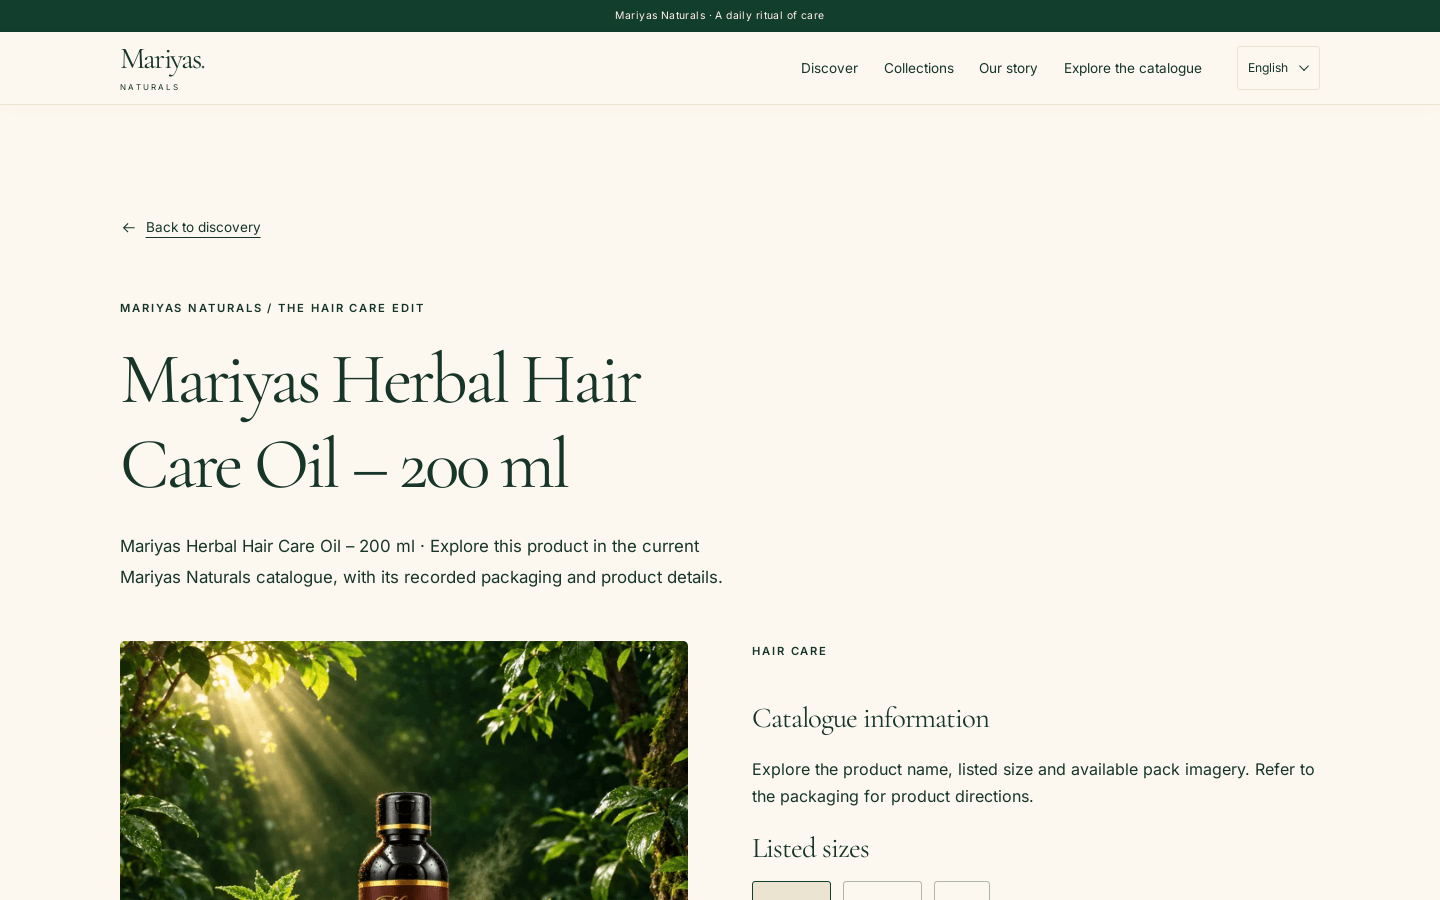 Mariyas Naturals · A daily ritual of care
Mariyas.
NATURALS
Discover
Collections
Our story
Explore the catalogue
English
← Back to discovery
MARIYAS NATURALS / THE HAIR CARE EDIT
Mariyas Herbal Hair
Care Oil – 200 ml
Mariyas Herbal Hair Care Oil – 200 ml · Explore this product in the current
Mariyas Naturals catalogue, with its recorded packaging and product details.
HAIR CARE
Catalogue information
Explore the product name, listed size and available pack imagery. Refer to
the packaging for product directions.
Listed sizes